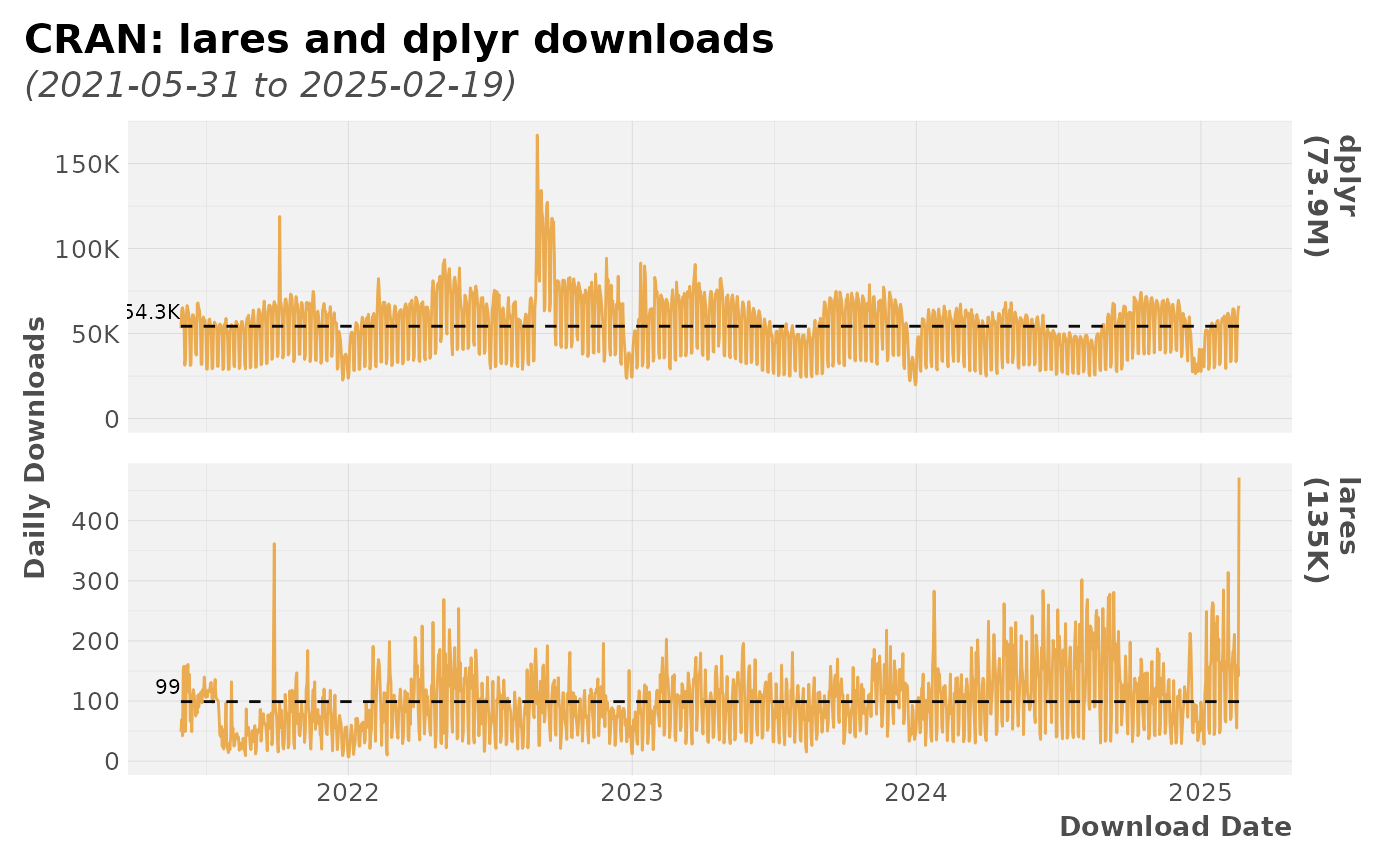 CRAN: lares and dplyr downloads
(2021-05-31 to 2025-02-19)
Dailly Downloads
150K
100K
50K
0
54.3K
dplyr
(73.9M)
400
300
200
100
0
99
lares
(135K)
2022
2023
2024
2025
Download Date